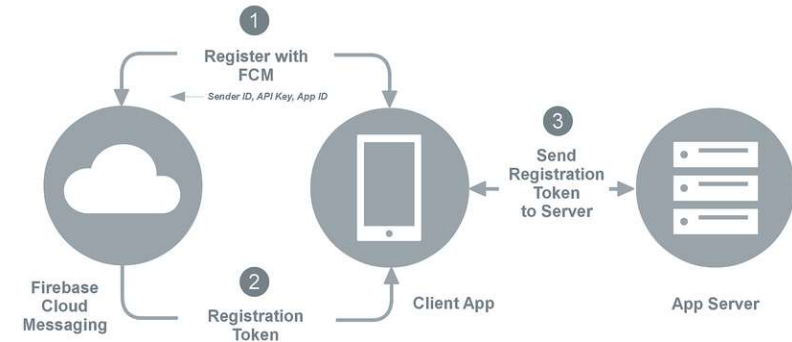 1
Register with
FCM
Sender ID, API Key, App ID
3
Send
Registration
Token
to Server
Firebase
Cloud
Messaging
2
Registration
Token
Client App
App Server